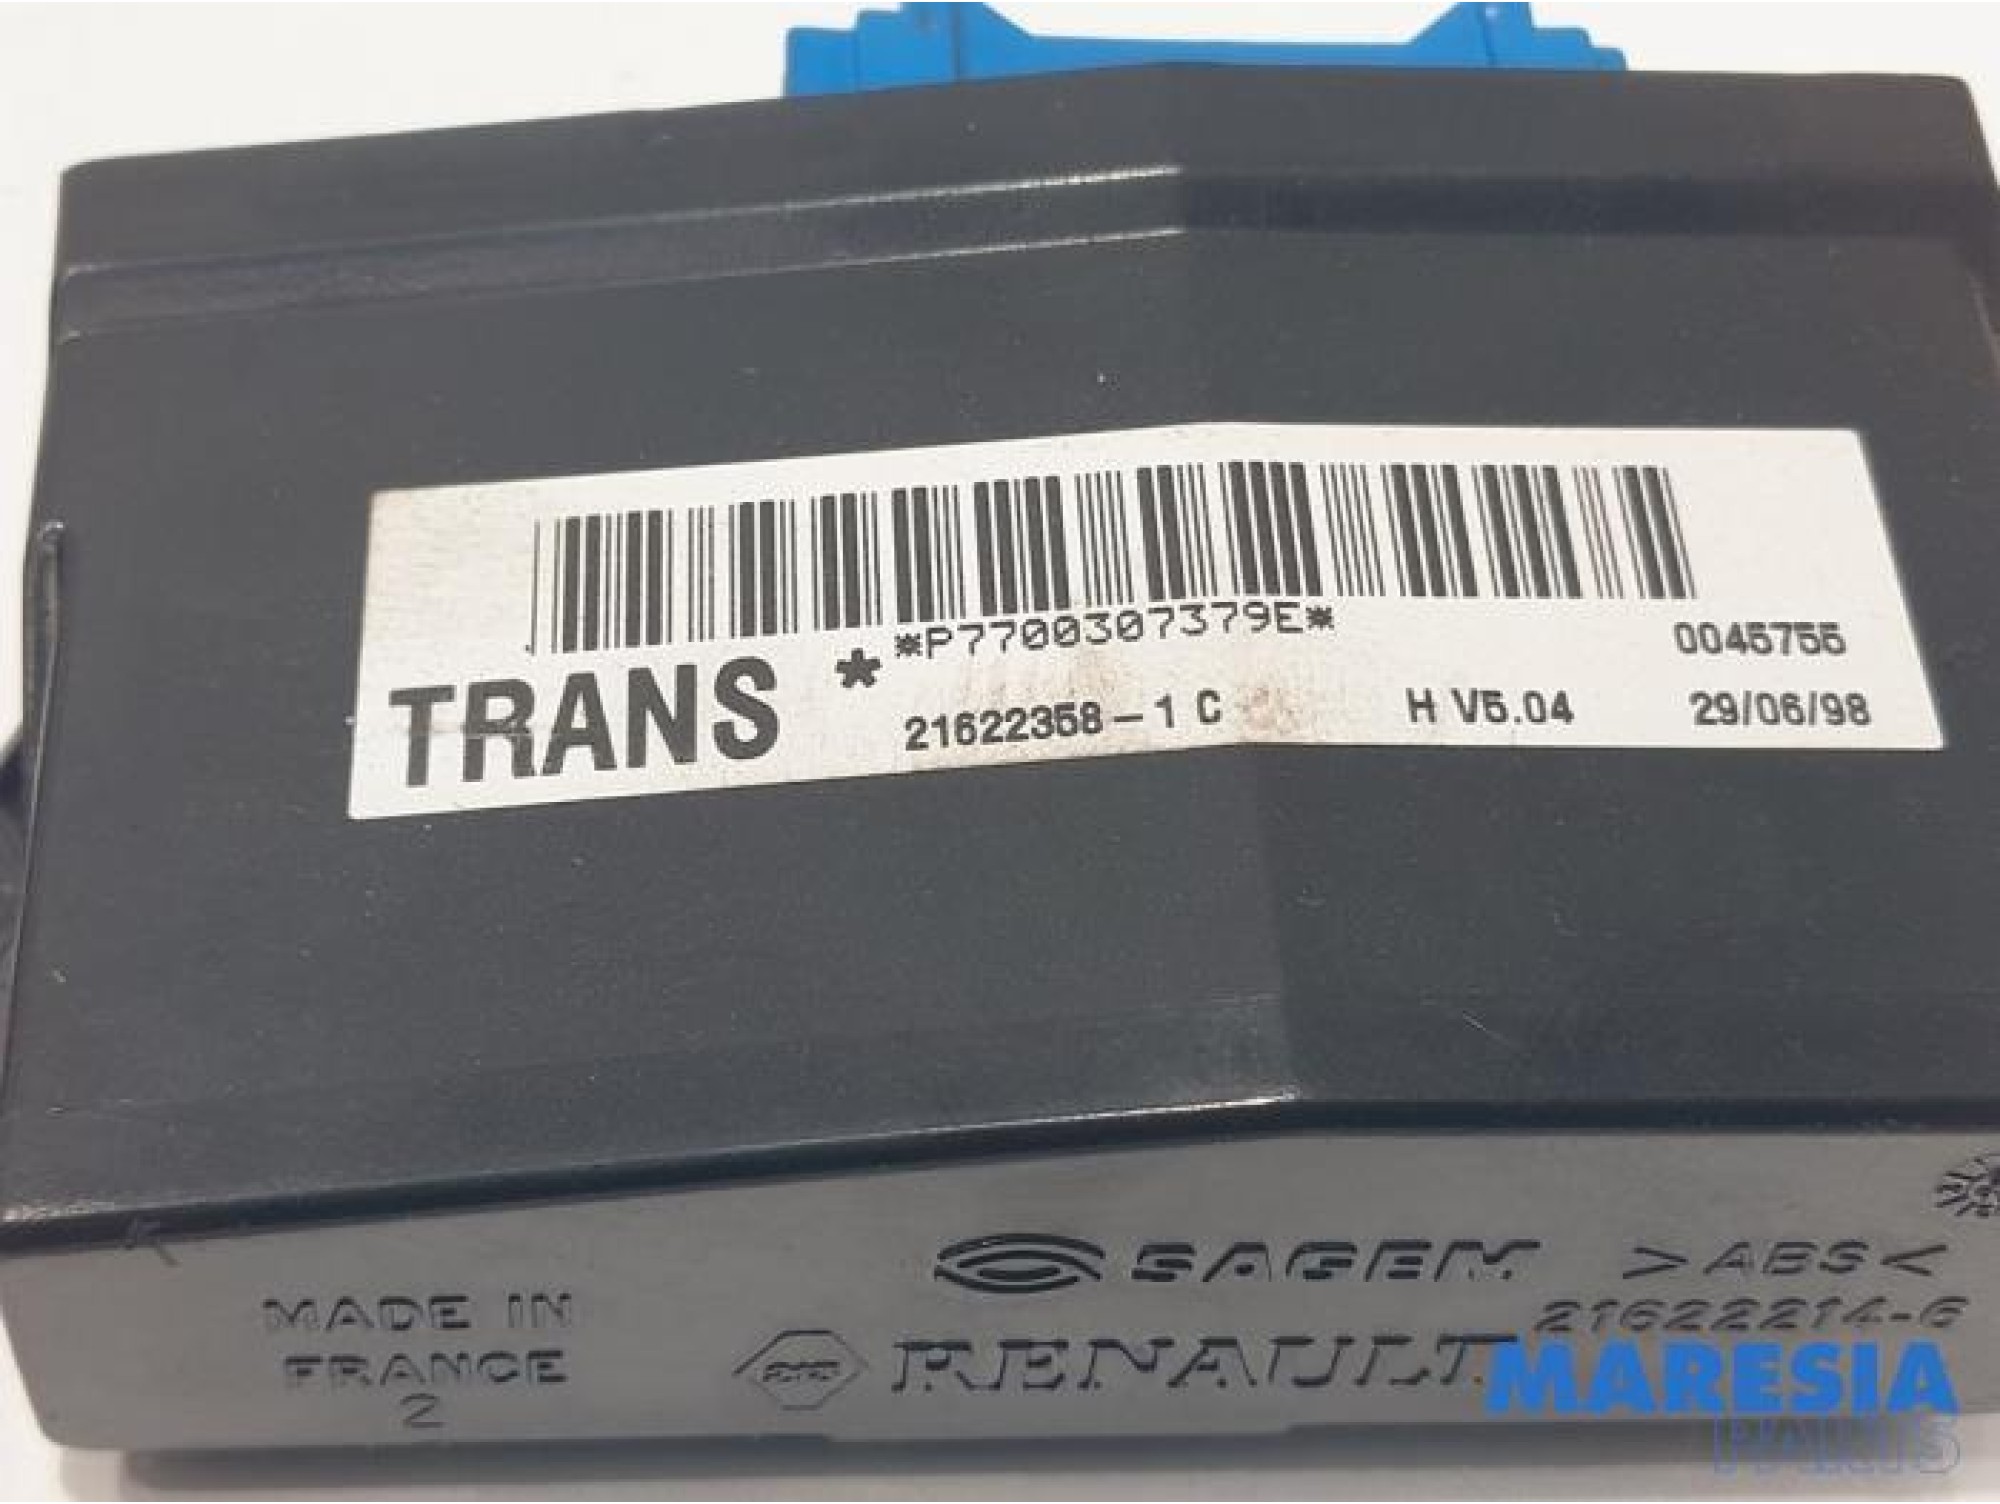 *P7700307379E*
0045755
TRANS *
21622358-1 C H V5.04 29/06/98
SAGEM >ABS<
21622214-6
MADE IN
FRANCE
2
RENAULT
MARESIA
PARTS